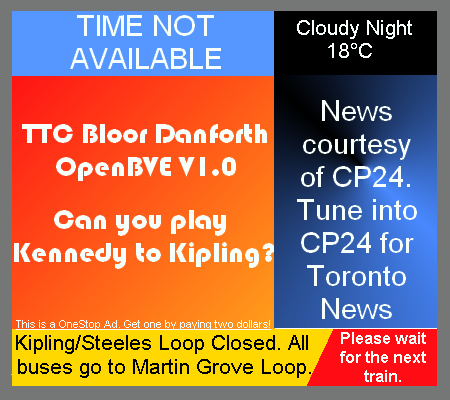 TIME NOT
AVAILABLE
Cloudy Night
18°C
TTC Bloor Danforth
OpenBVE V1.0
Can you play
Kennedy to Kipling?
This is a OneStop Ad. Get one by paying two dollars!
News
courtesy
of CP24.
Tune into
CP24 for
Toronto
News
Kipling/Steeles Loop Closed. All
buses go to Martin Grove Loop.
Please wait
for the next
train.